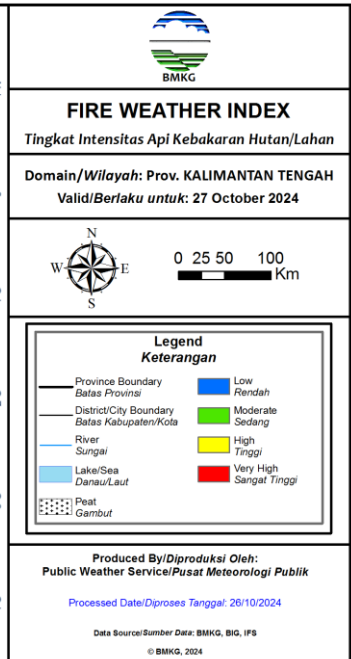 BMKG
FIRE WEATHER INDEX
Tingkat Intensitas Api Kebakaran Hutan/Lahan
Domain/Wilayah: Prov. KALIMANTAN TENGAH
Valid/Berlaku untuk: 27 October 2024
N
W E
S
0 25 50 100
Km
Legend
Keterangan
Province Boundary
Batas Provinsi
District/City Boundary
Batas Kabupaten/Kota
River
Sungai
Lake/Sea
Danau/Laut
Peat
Gambut
Low
Rendah
Moderate
Sedang
High
Tinggi
Very High
Sangat Tinggi
Produced By/Diproduksi Oleh:
Public Weather Service/Pusat Meteorologi Publik
Processed Date/Diproses Tanggal: 26/10/2024
Data Source/Sumber Data: BMKG, BIG, IFS
© BMKG, 2024